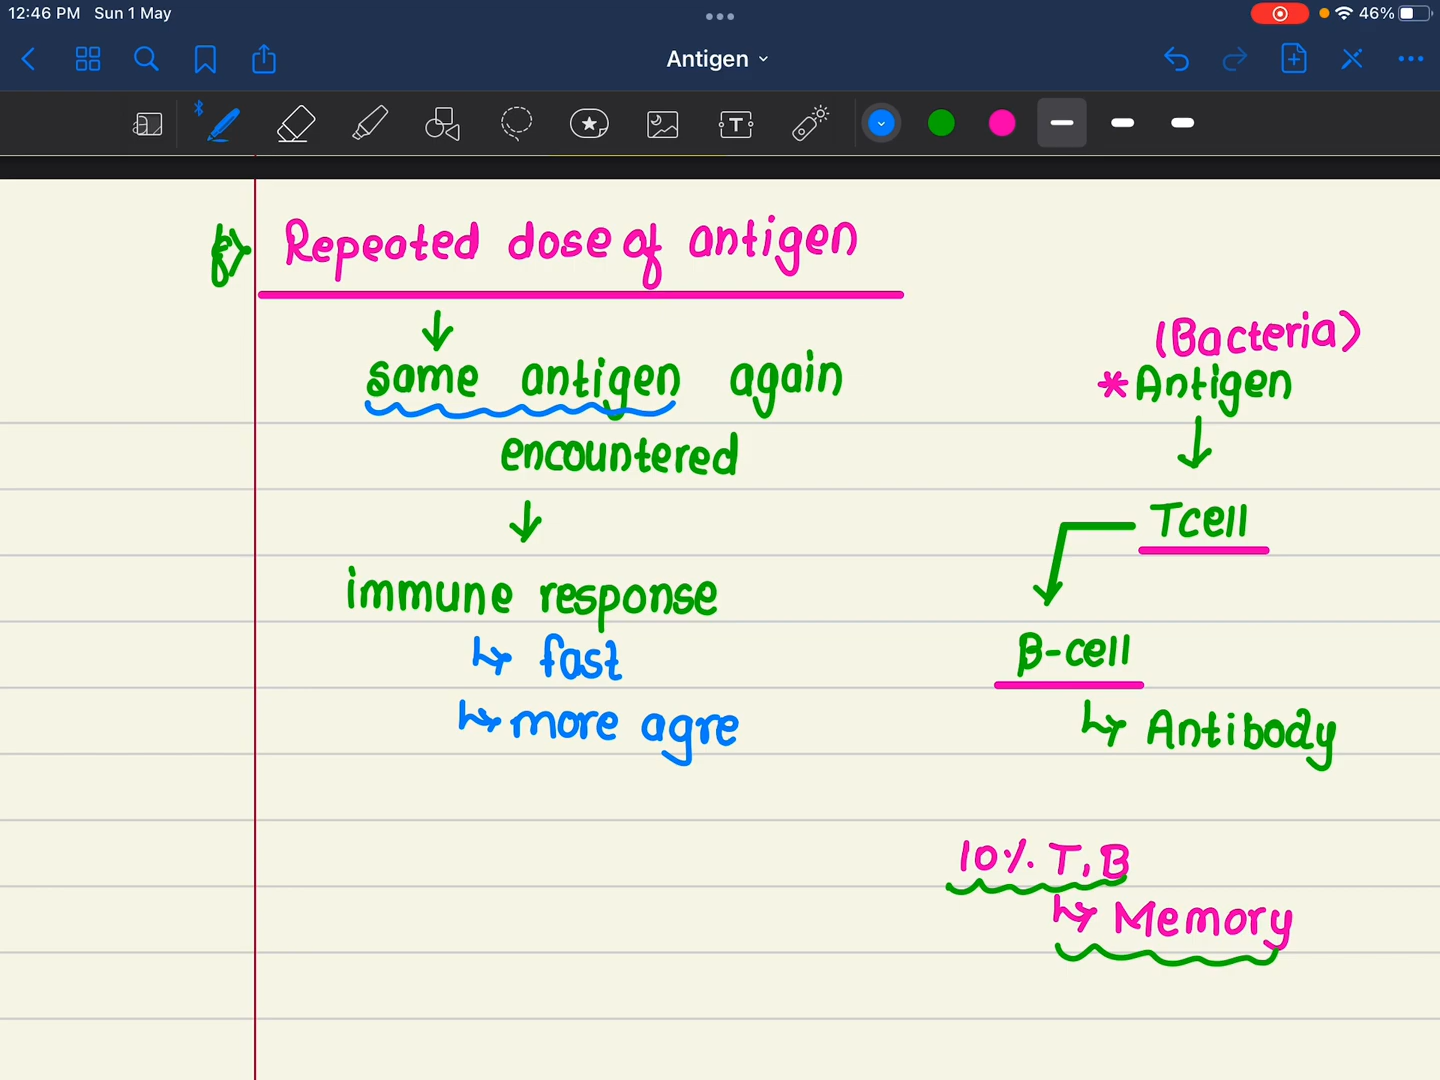 12:46 PM Sun 1 May
46%
Antigen
T
f> Repeated dose of antigen
same antigen again
encountered
immune response
fast
more agre
(Bacteria)
*Antigen
Tcell
B-cell
Antibody
10% T, B
Memory